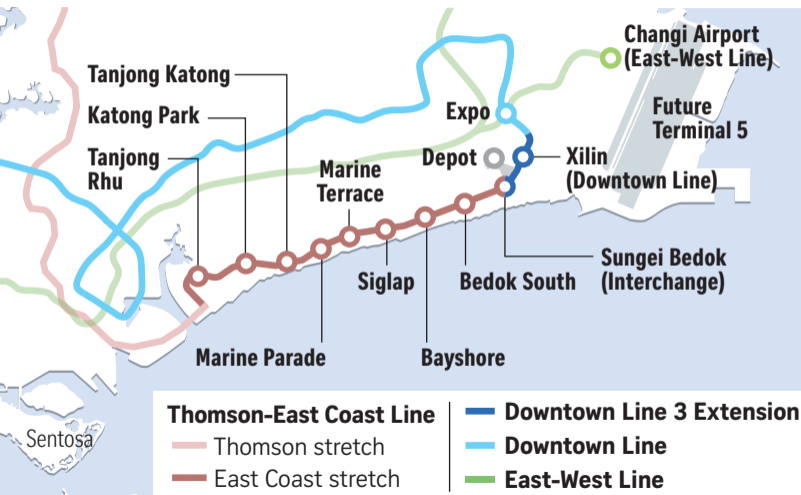 Changi Airport
(East-West Line)
Tanjong Katong
Katong Park
Expo
Future
Terminal 5
Tanjong
Rhu
Depot
Xilin
(Downtown Line)
Marine
Terrace
Sungei Bedok
(Interchange)
Siglap
Bedok South
Marine Parade
Bayshore
Sentosa
Thomson-East Coast Line
Thomson stretch
East Coast stretch
Downtown Line 3 Extension
Downtown Line
East-West Line